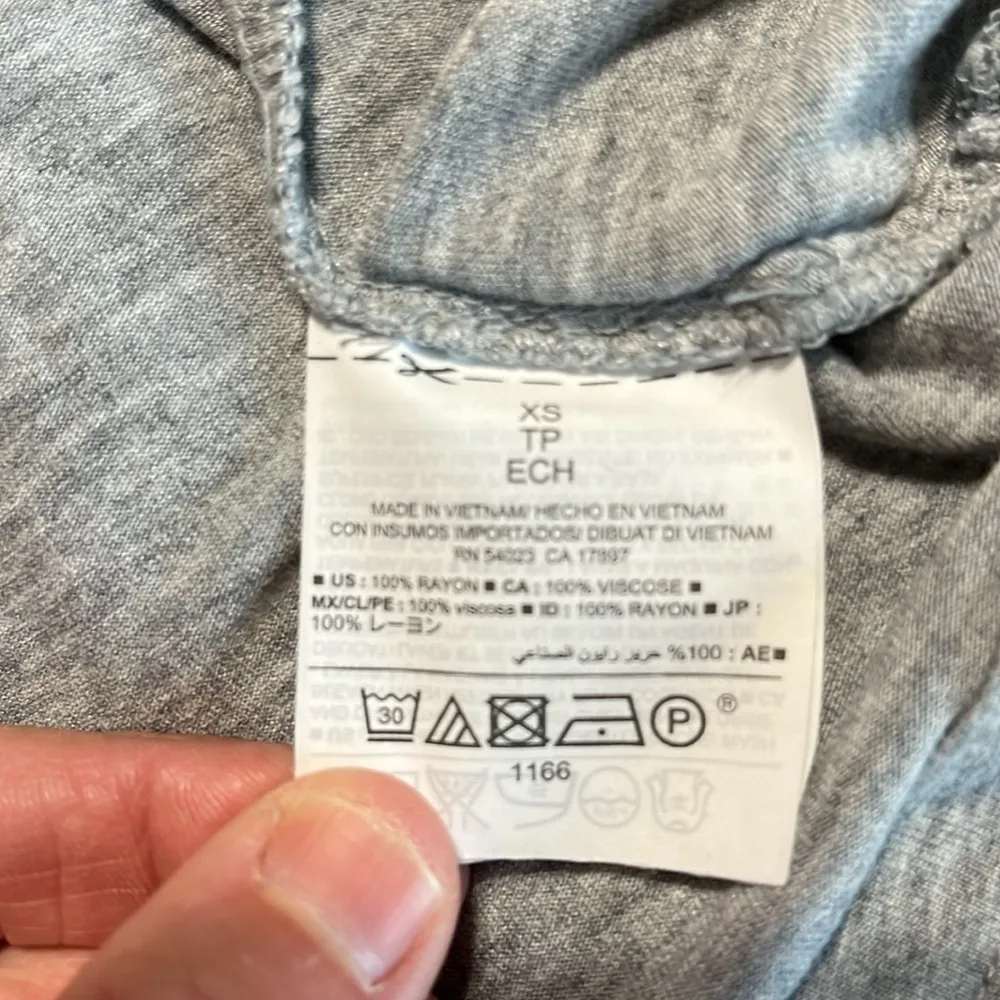 XS
TP
ECH
MADE IN VIETNAM/ HECHO EN VIETNAM
CON INSUMOS IMPORTADOS/ DIBUAT DI VIETNAM
RN 54023 CA 17897
■ US : 100% RAYON ■ CA : 100% VISCOSE ■
MX/CL/PE : 100% viscosa ■ ID : 100% RAYON ■ JP :
100% レーヨン
■AE : 100% حرير رايون الصناعي
30 P ®
1166